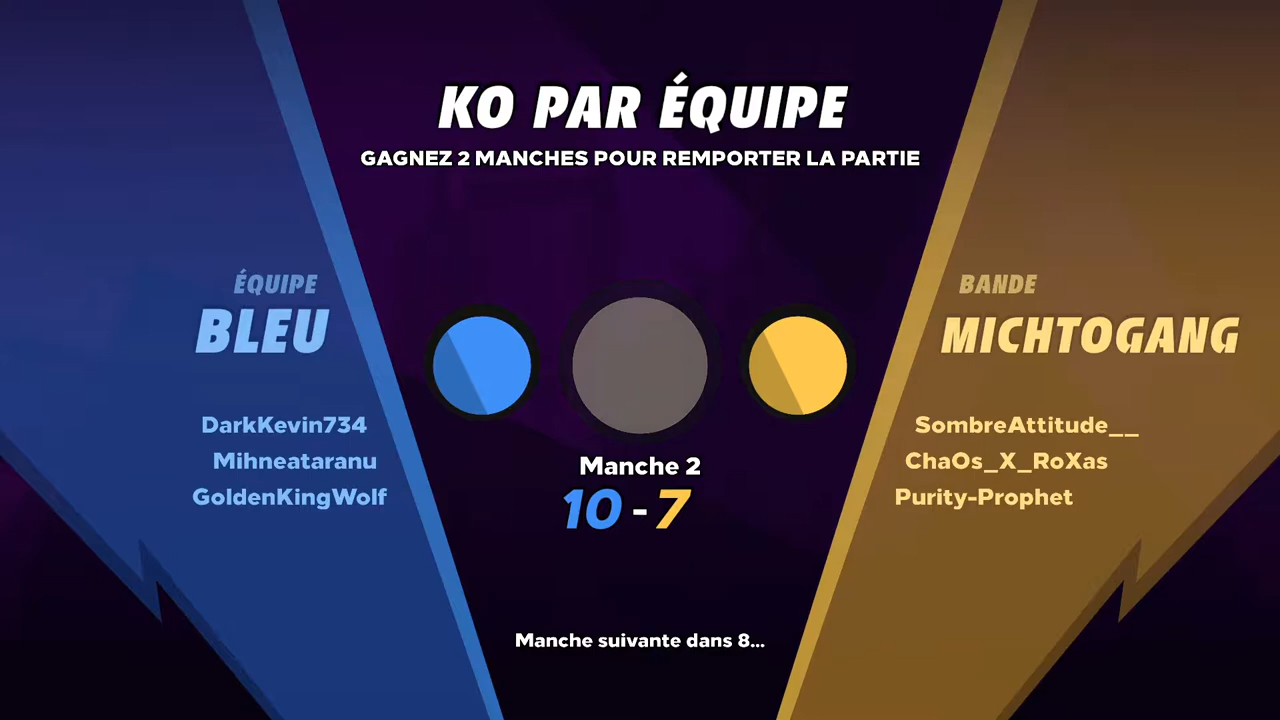 KO PAR ÉQUIPE
GAGNEZ 2 MANCHES POUR REMPORTER LA PARTIE
ÉQUIPE
BLEU
DarkKevin734
Mihneataranu
GoldenKingWolf
BANDE
MICHTOGANG
SombreAttitude__
ChaOs_X_RoXas
Purity-Prophet
Manche 2
10 - 7
Manche suivante dans 8...